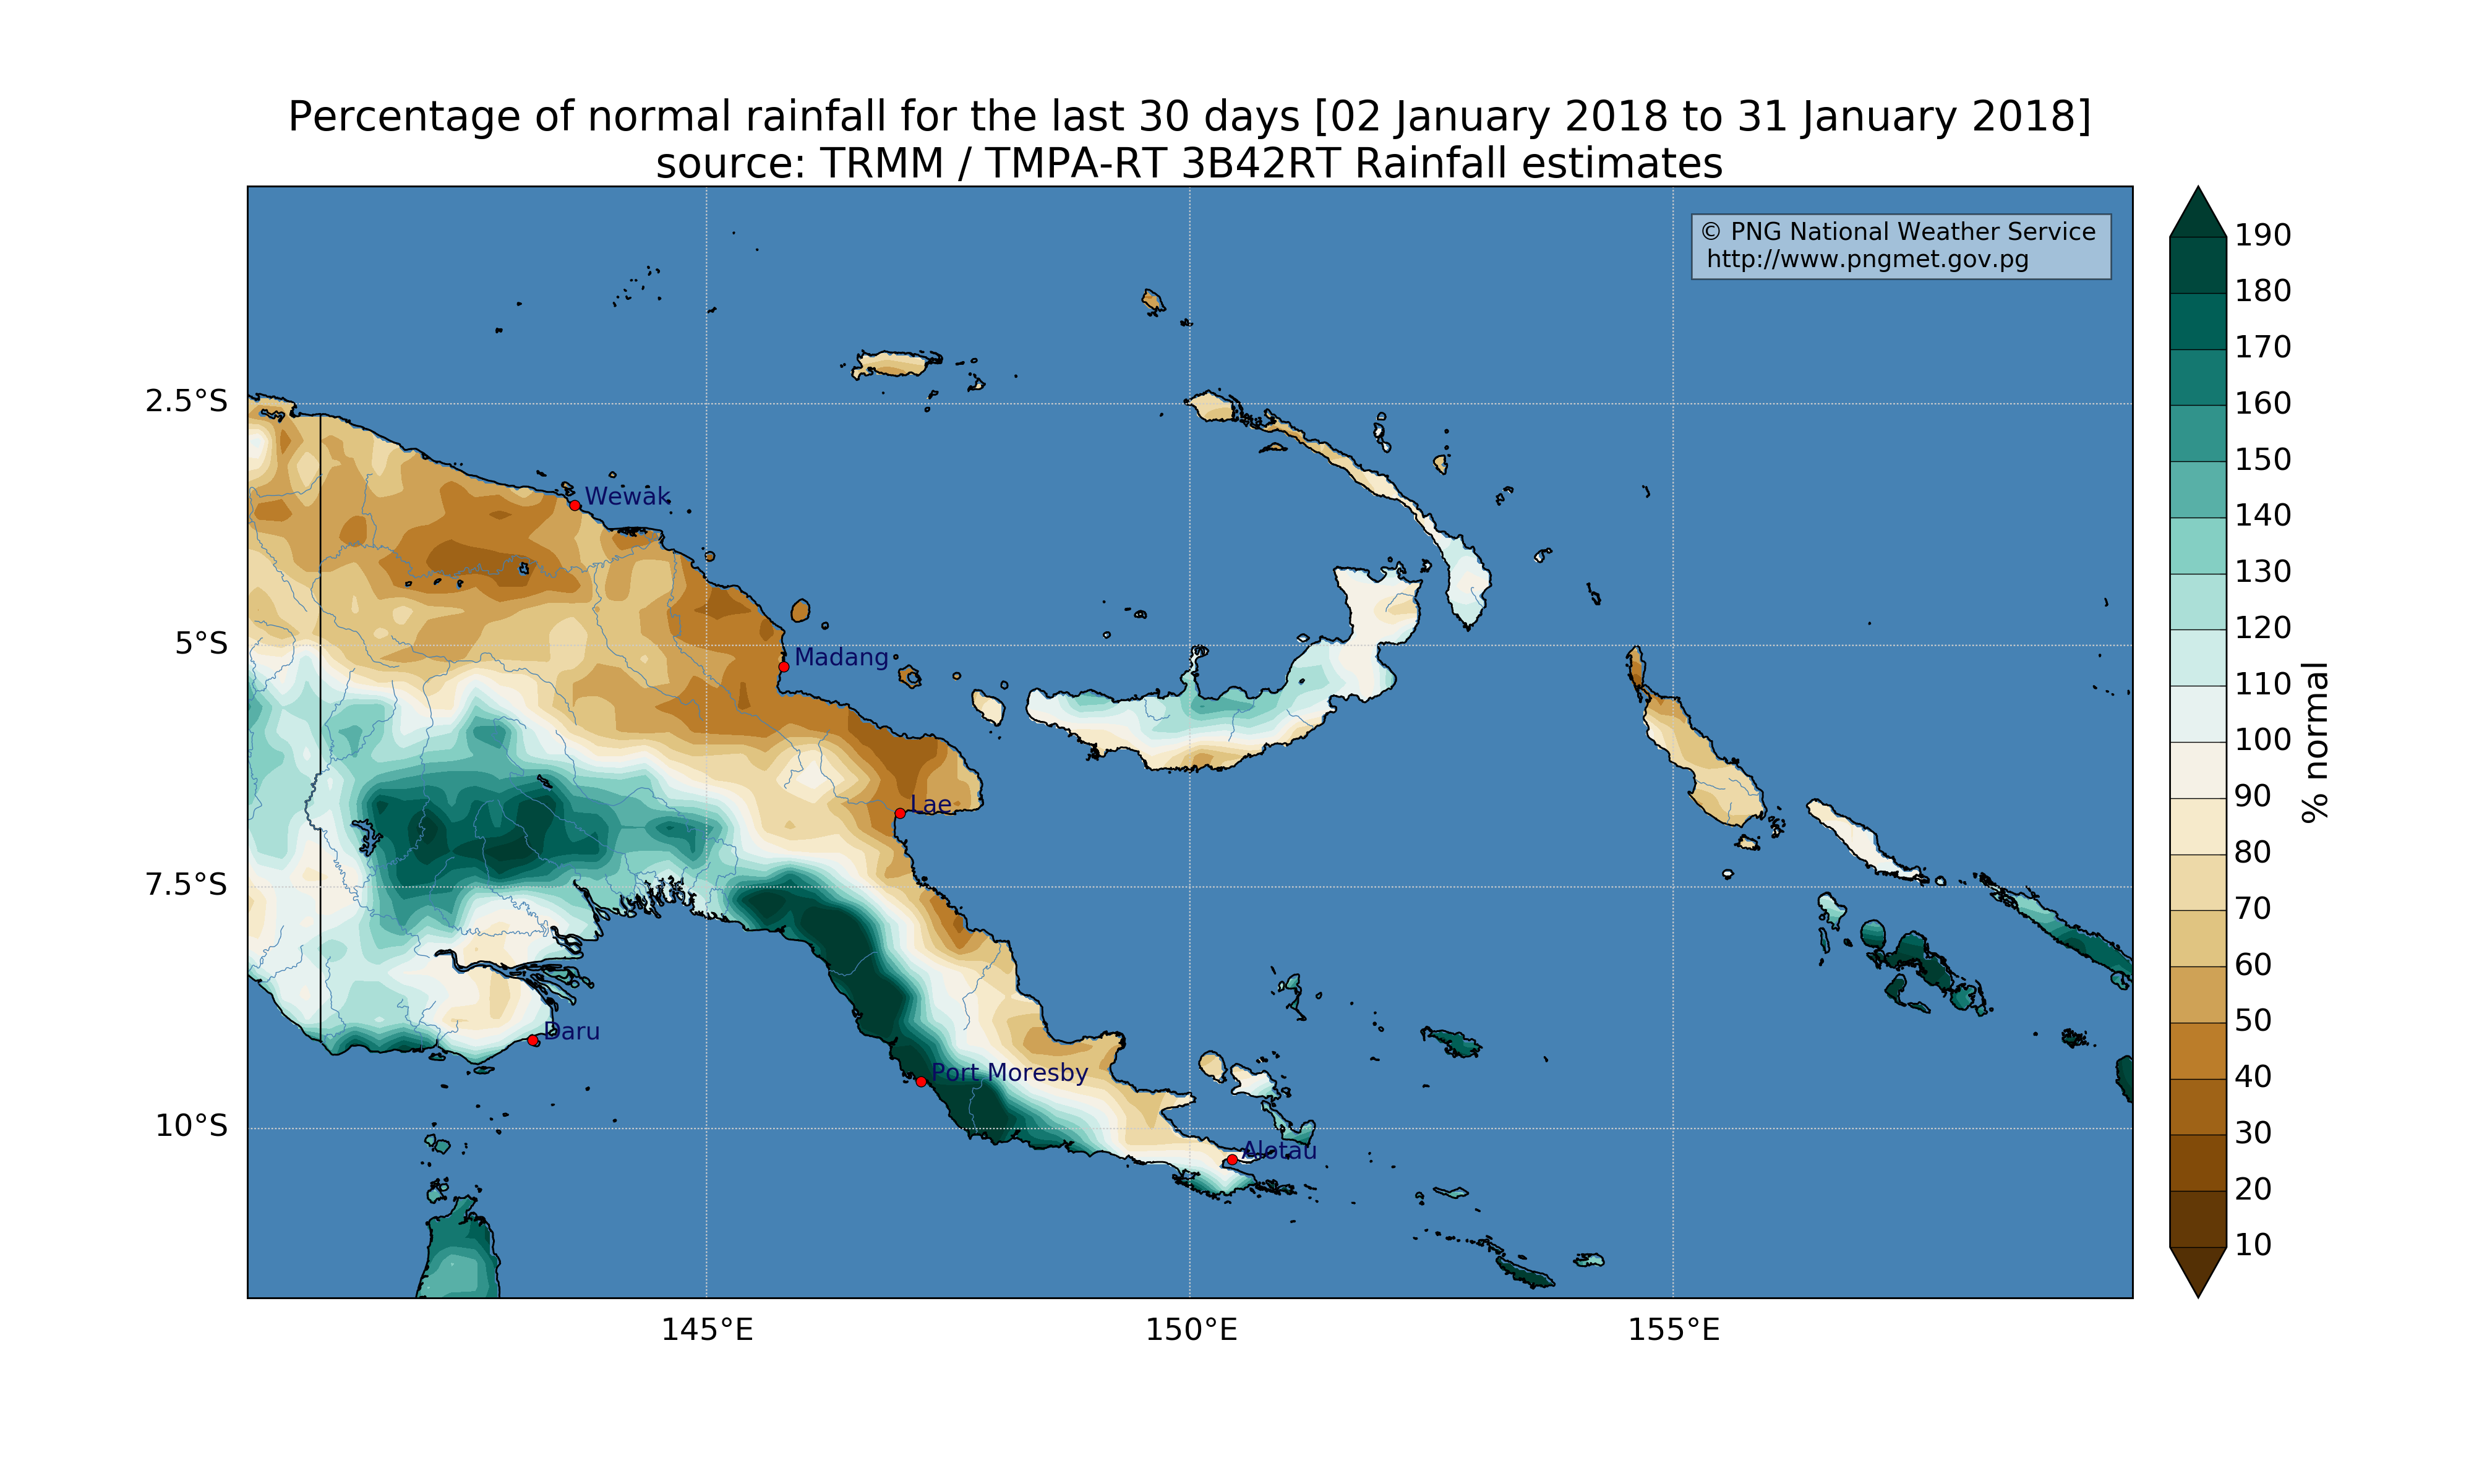 Percentage of normal rainfall for the last 30 days [02 January 2018 to 31 January 2018]
source: TRMM / TMPA-RT 3B42RT Rainfall estimates
© PNG National Weather Service
http://www.pngmet.gov.pg
2.5°S
5°S
7.5°S
10°S
Wewak
Madang
Lae
Daru
Port Moresby
Alotau
145°E
150°E
155°E
190
180
170
160
150
140
130
120
110
100
90
80
70
60
50
40
30
20
10
% normal